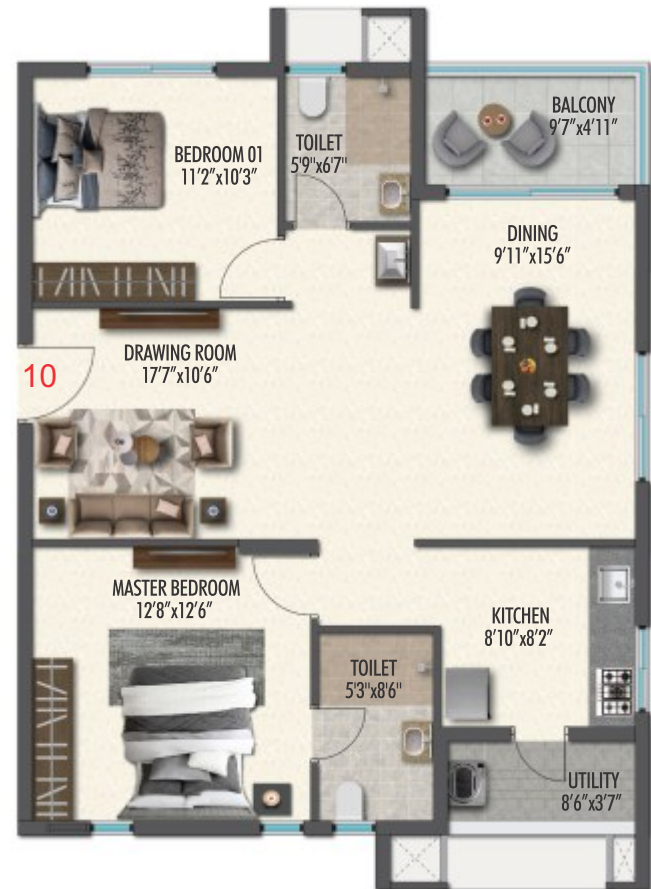 BALCONY
9'7"x4'11"
TOILET
5'9"x6'7"
BEDROOM 01
11'2"x10'3"
DINING
9'11"x15'6"
DRAWING ROOM
17'7"x10'6"
10
MASTER BEDROOM
12'8"x12'6"
KITCHEN
8'10"x8'2"
TOILET
5'3"x8'6"
UTILITY
8'6"x3'7"